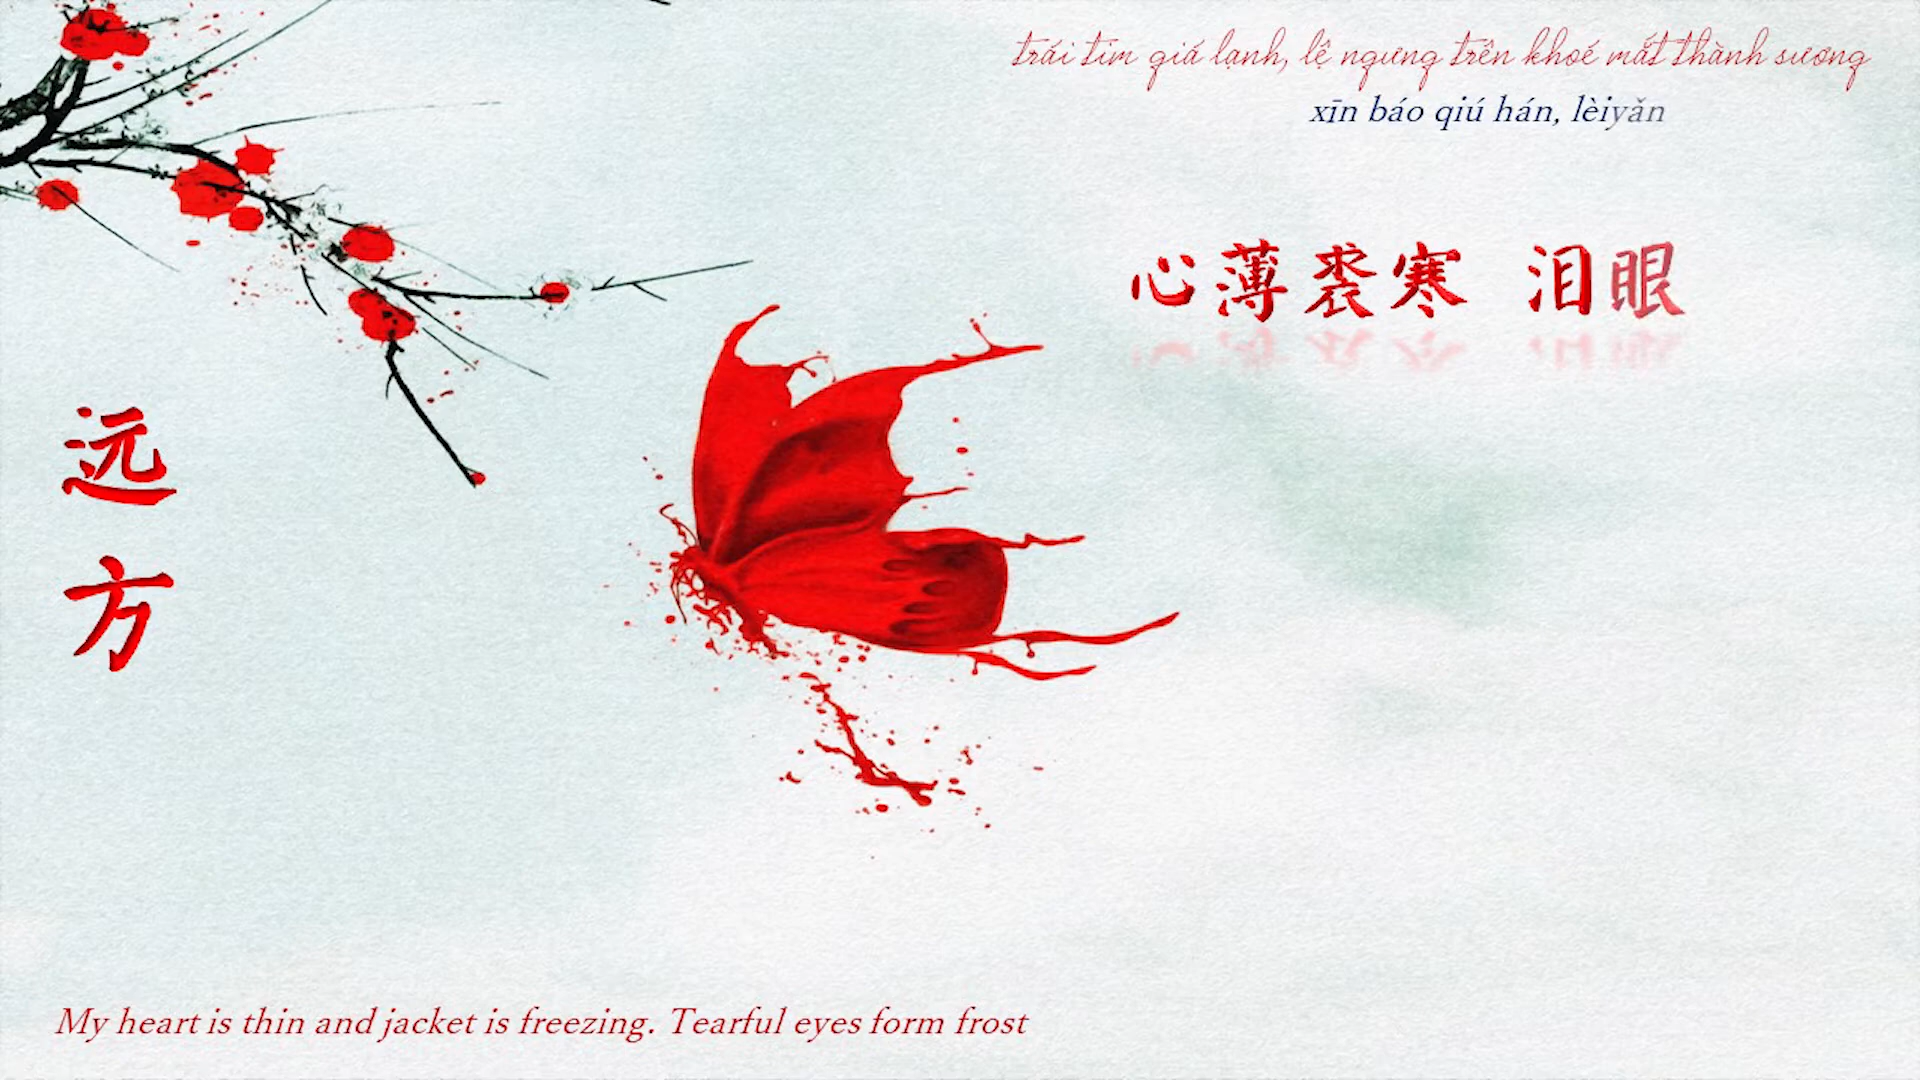 trái tim giá lạnh, lệ ngưng trên khoé mắt thành sương
xīn báo qiú hán, lèiyǎn
心薄裘寒 泪眼
远方
My heart is thin and jacket is freezing. Tearful eyes form frost